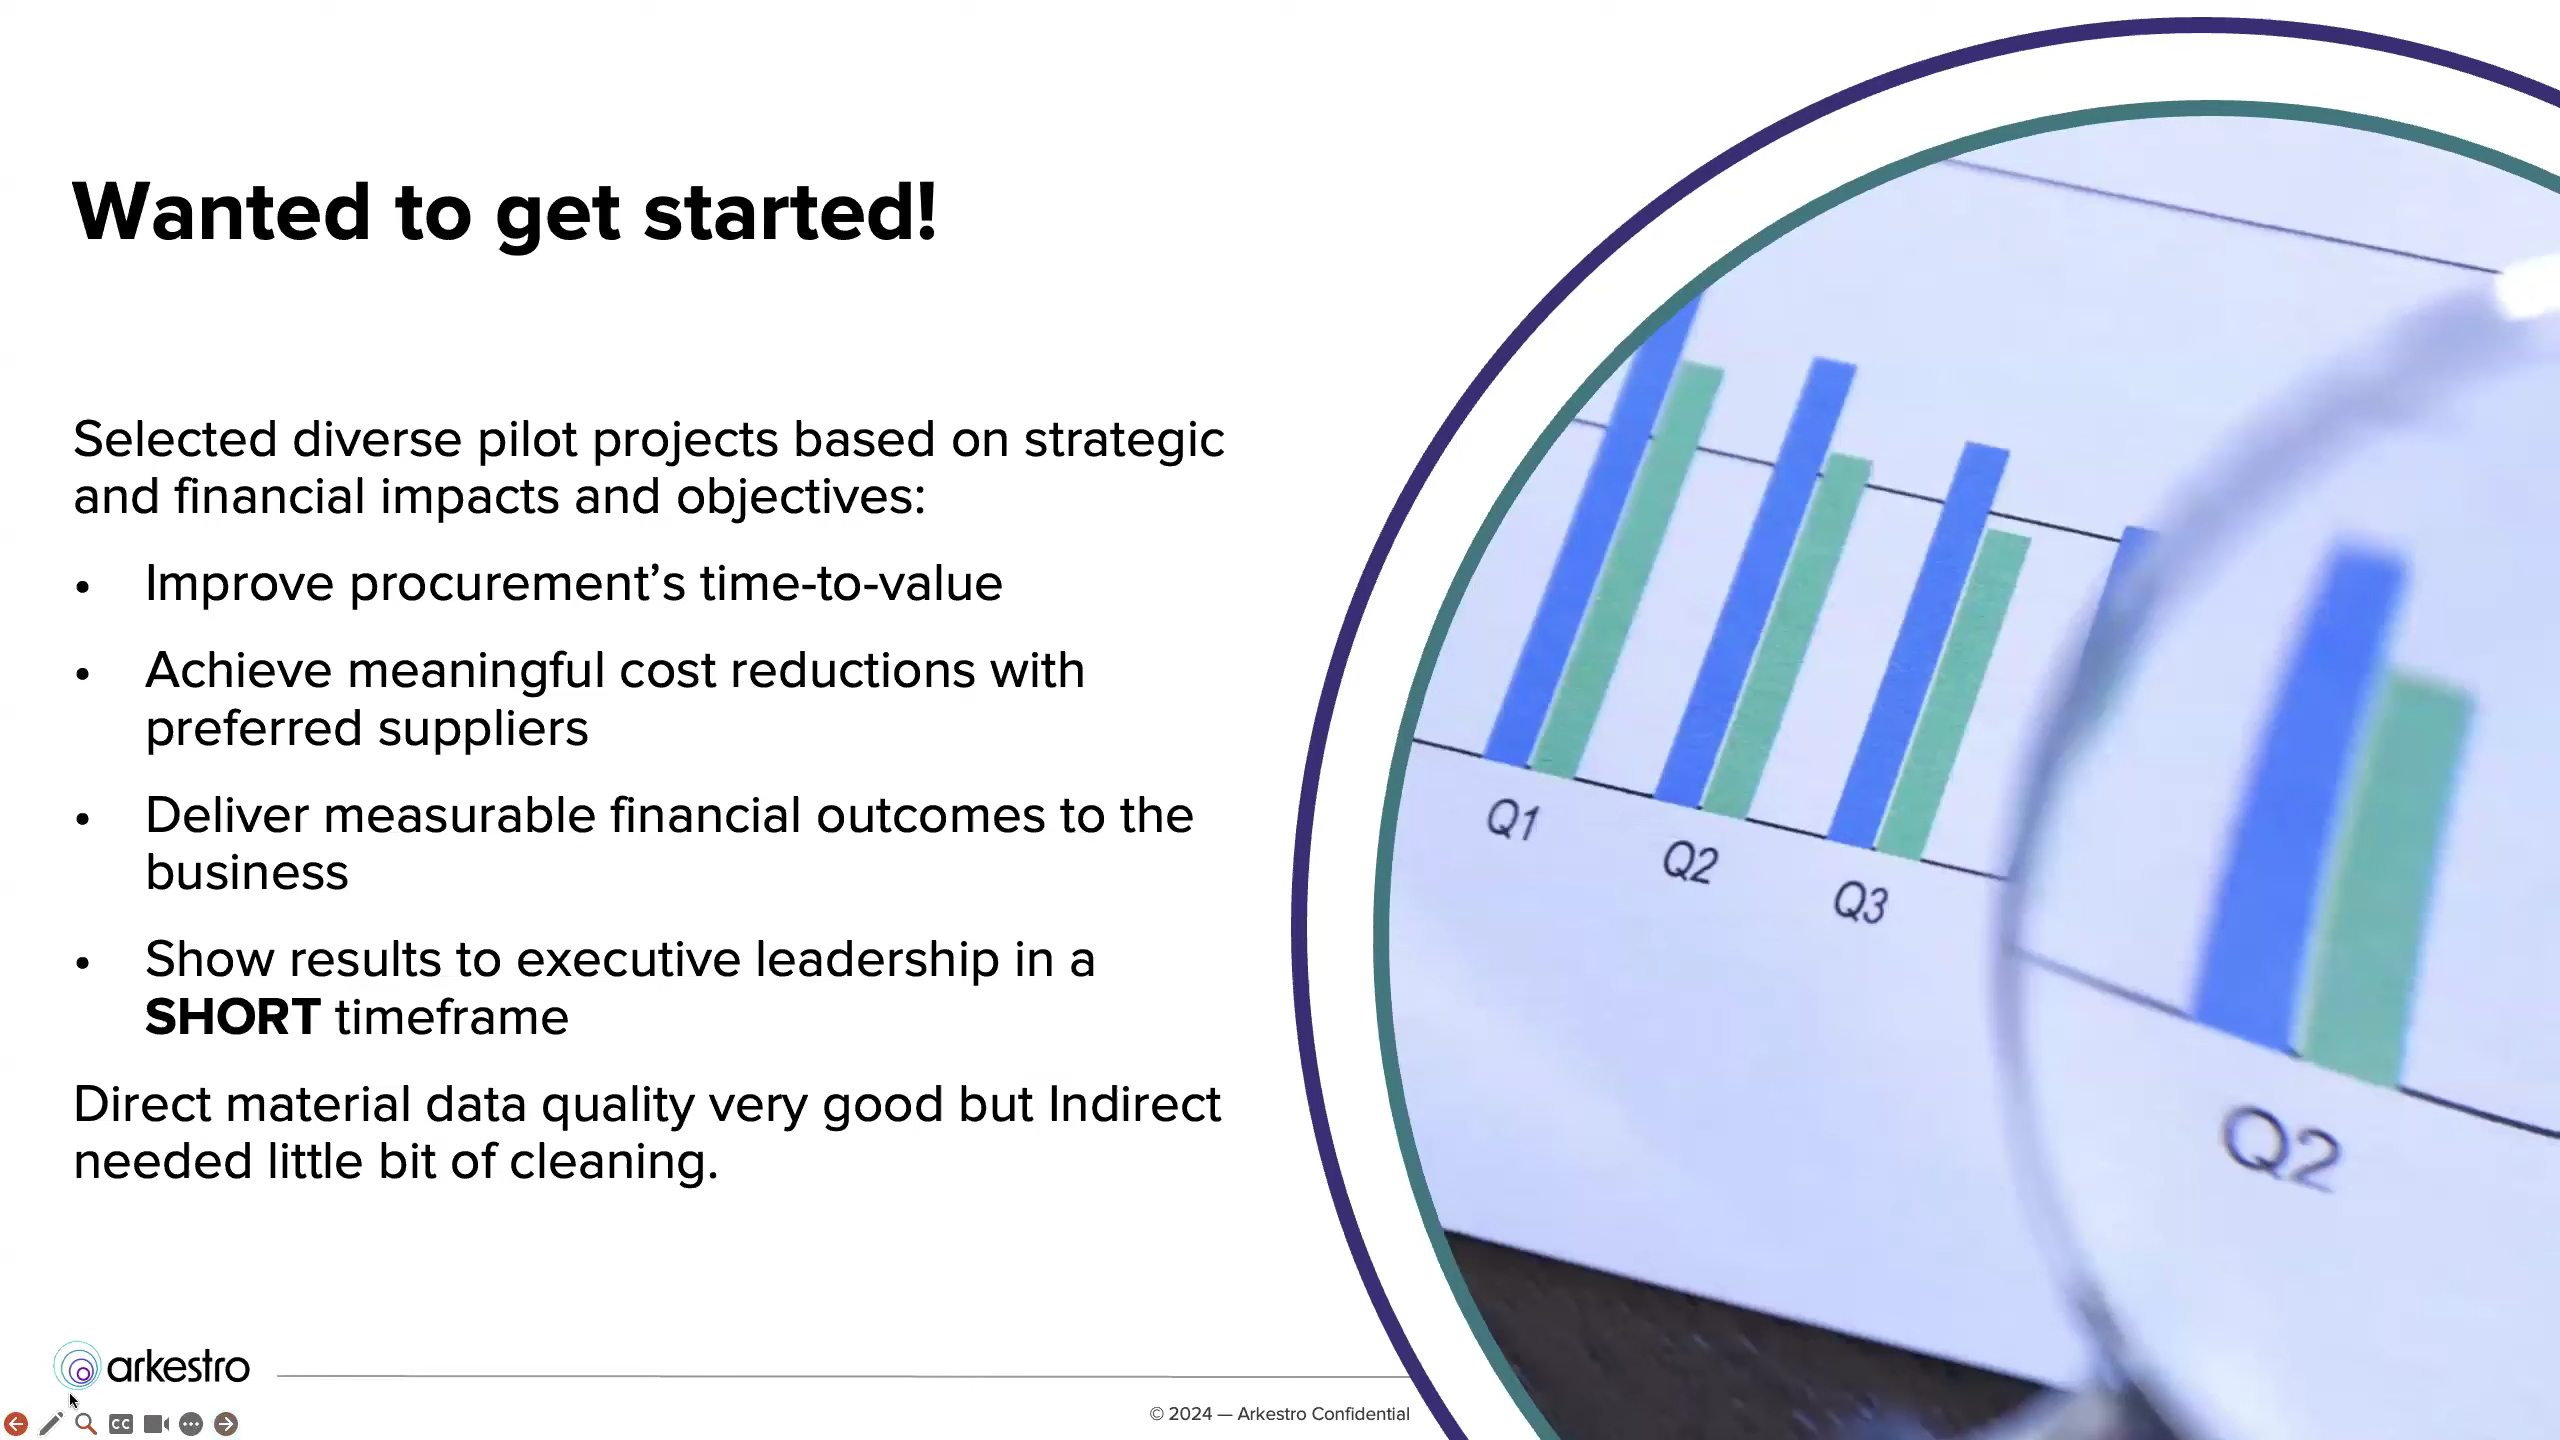 Wanted to get started!
Selected diverse pilot projects based on strategic
and financial impacts and objectives:
• Improve procurement’s time-to-value
• Achieve meaningful cost reductions with
preferred suppliers
• Deliver measurable financial outcomes to the
business
• Show results to executive leadership in a
SHORT timeframe
Direct material data quality very good but Indirect
needed little bit of cleaning.
Q1
Q2
Q3
Q2
arkestro
© 2024 — Arkestro Confidential
CC